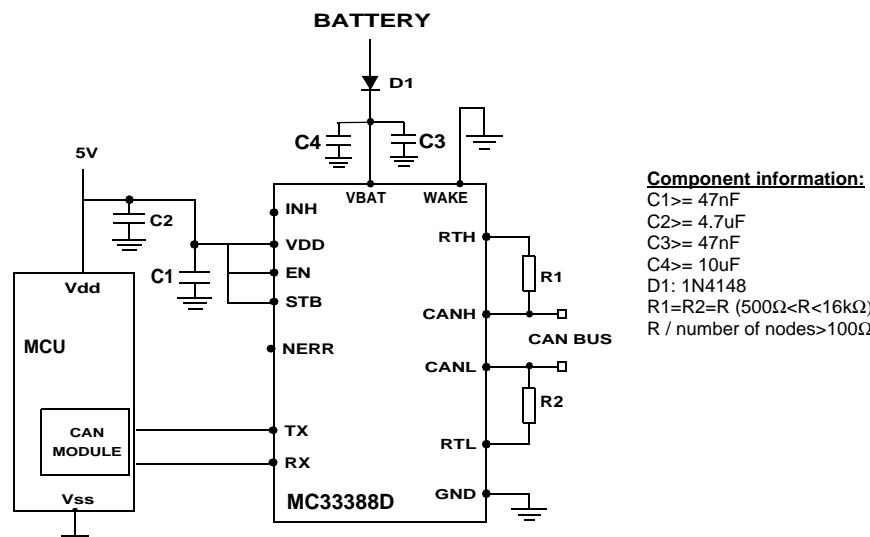 BATTERY
D1
C4
C3
5V
C2
C1
VBAT
WAKE
INH
VDD
EN
STB
NERR
TX
RX
RTH
CANH
CANL
RTL
GND
MC33388D
R1
CAN BUS
R2
Vdd
MCU
CAN
MODULE
Vss
Component information:
C1>= 47nF
C2>= 4.7uF
C3>= 47nF
C4>= 10uF
D1: 1N4148
R1=R2=R (500Ω<R<16kΩ)
R / number of nodes>100Ω